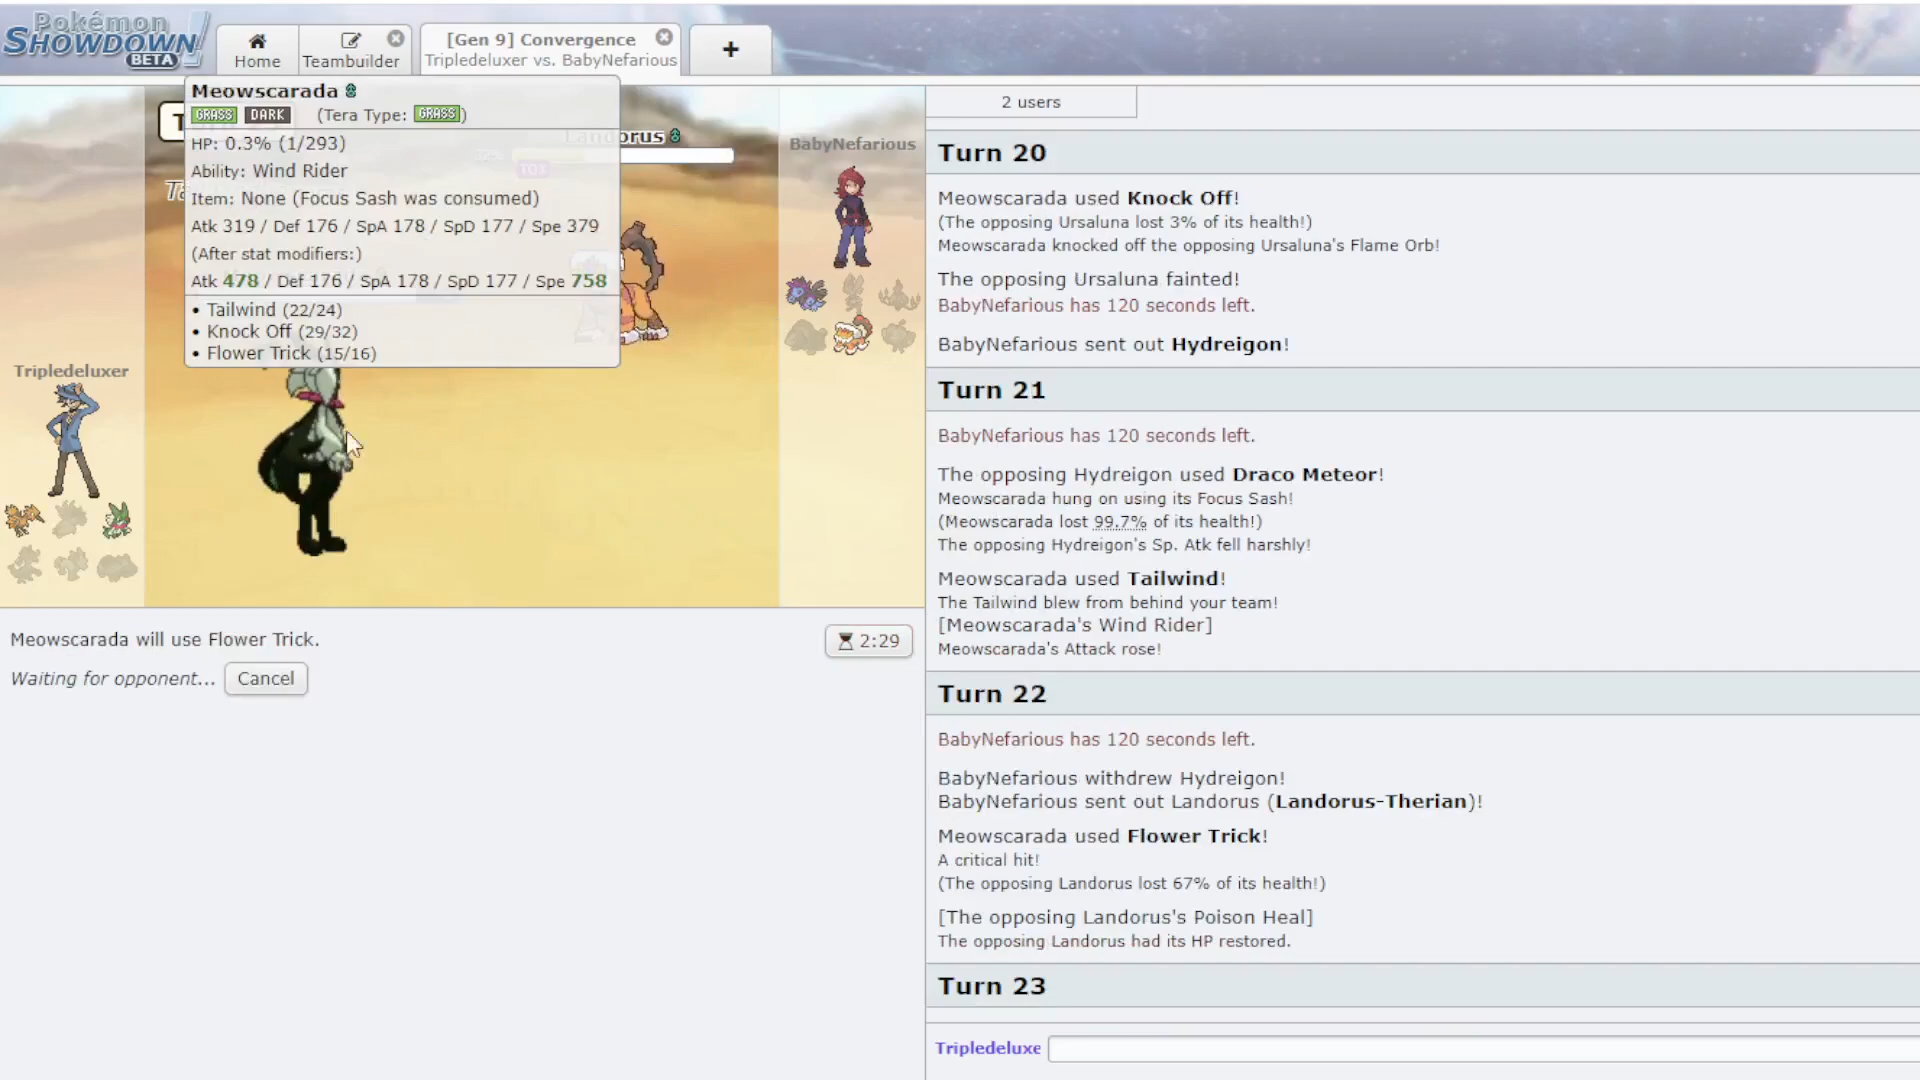 Pokémon
SHOWDOWN!
BETA
Home
Teambuilder
[Gen 9] Convergence
Tripledeluxer vs. BabyNefarious
+
Meowscarada
GRASS DARK (Tera Type: GRASS)
HP: 0.3% (1/293)
Ability: Wind Rider
Item: None (Focus Sash was consumed)
Atk 319 / Def 176 / SpA 178 / SpD 177 / Spe 379
(After stat modifiers:)
Atk 478 / Def 176 / SpA 178 / SpD 177 / Spe 758
• Tailwind (22/24)
• Knock Off (29/32)
• Flower Trick (15/16)
Landorus
TOX
BabyNefarious
Tripledeluxer
Meowscarada will use Flower Trick.
2:29
Waiting for opponent... Cancel
2 users
Turn 20
Meowscarada used Knock Off!
(The opposing Ursaluna lost 3% of its health!)
Meowscarada knocked off the opposing Ursaluna's Flame Orb!
The opposing Ursaluna fainted!
BabyNefarious has 120 seconds left.
BabyNefarious sent out Hydreigon!
Turn 21
BabyNefarious has 120 seconds left.
The opposing Hydreigon used Draco Meteor!
Meowscarada hung on using its Focus Sash!
(Meowscarada lost 99.7% of its health!)
The opposing Hydreigon's Sp. Atk fell harshly!
Meowscarada used Tailwind!
The Tailwind blew from behind your team!
[Meowscarada's Wind Rider]
Meowscarada's Attack rose!
Turn 22
BabyNefarious has 120 seconds left.
BabyNefarious withdrew Hydreigon!
BabyNefarious sent out Landorus (Landorus-Therian)!
Meowscarada used Flower Trick!
A critical hit!
(The opposing Landorus lost 67% of its health!)
[The opposing Landorus's Poison Heal]
The opposing Landorus had its HP restored.
Turn 23
Tripledeluxe